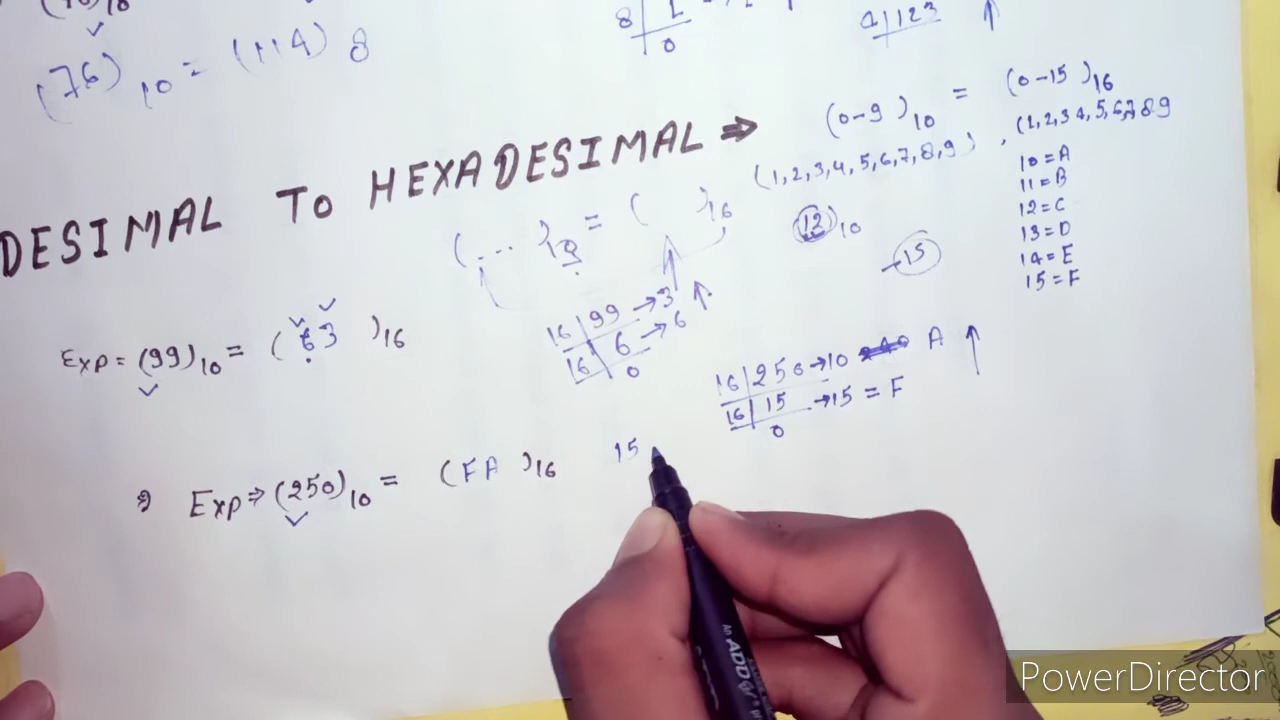 (76)10 = (114)8
8 | 1
0
4 | 123
(0-9)10 = (0-15)16
(1,2,3,4,5,6,7,8,9) , (1,2,3 4,5,6,7,8 9
10=A
11=B
12=C
13=D
14=E
15=F
DESIMAL TO HEXADESIMAL ⇒
(...)10 = ( )16
(12)10
15
Exp = (99)10 = (63 )16
16 | 99 → 3
16 | 6 → 6
0
16 | 250 → 10 A
16 | 15 → 15 = F
0
Exp ⇒ (250)10 = (FA )16
15
ADD
PowerDirector